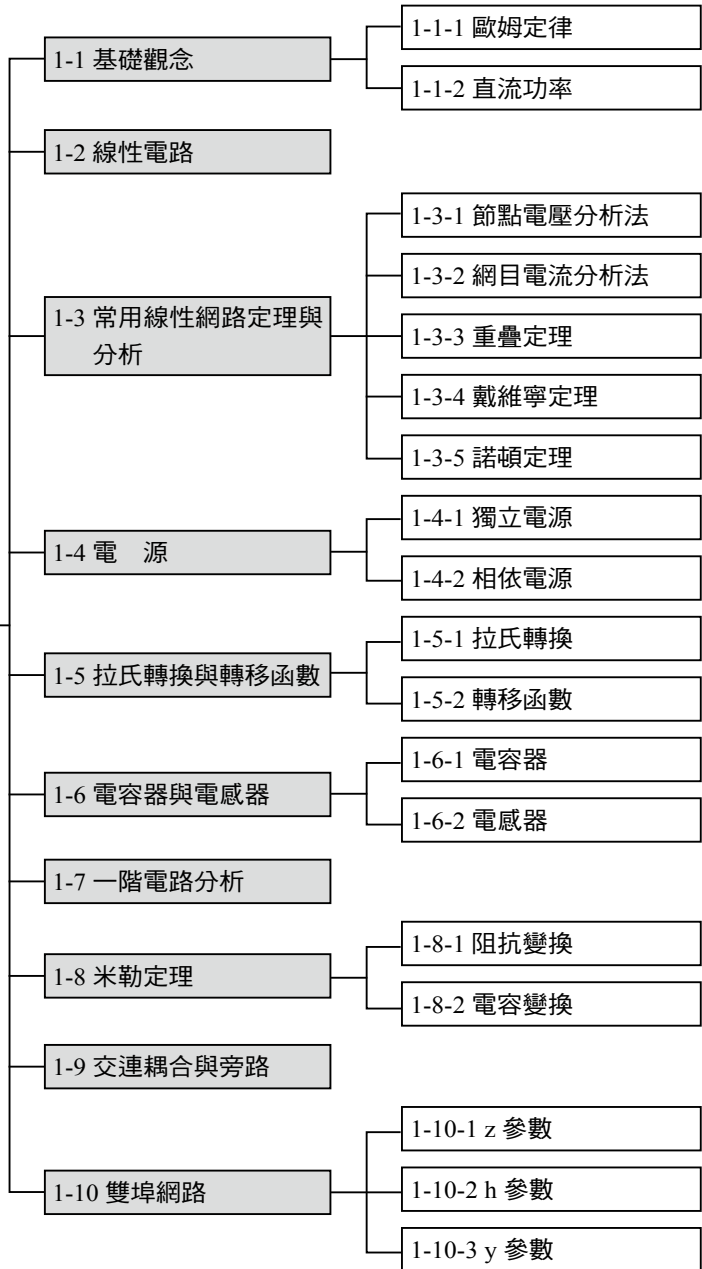 1-1 基礎觀念
1-1-1 歐姆定律
1-1-2 直流功率
1-2 線性電路
1-3 常用線性網路定理與
分析
1-3-1 節點電壓分析法
1-3-2 網目電流分析法
1-3-3 重疊定理
1-3-4 戴維寧定理
1-3-5 諾頓定理
1-4 電　源
1-4-1 獨立電源
1-4-2 相依電源
1-5 拉氏轉換與轉移函數
1-5-1 拉氏轉換
1-5-2 轉移函數
1-6 電容器與電感器
1-6-1 電容器
1-6-2 電感器
1-7 一階電路分析
1-8 米勒定理
1-8-1 阻抗變換
1-8-2 電容變換
1-9 交連耦合與旁路
1-10 雙埠網路
1-10-1 z 參數
1-10-2 h 參數
1-10-3 y 參數